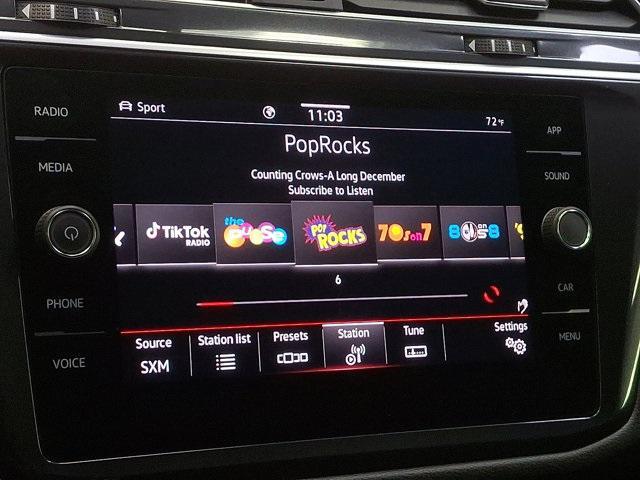 RADIO
MEDIA
PHONE
VOICE
Sport
11:03
72°F
PopRocks
Counting Crows-A Long December
Subscribe to Listen
TikTok RADIO
the Pulse
POP ROCKS
70s on 7
80s on 8
6
Source
SXM
Station list
Presets
Station
Tune
Settings
APP
SOUND
CAR
MENU